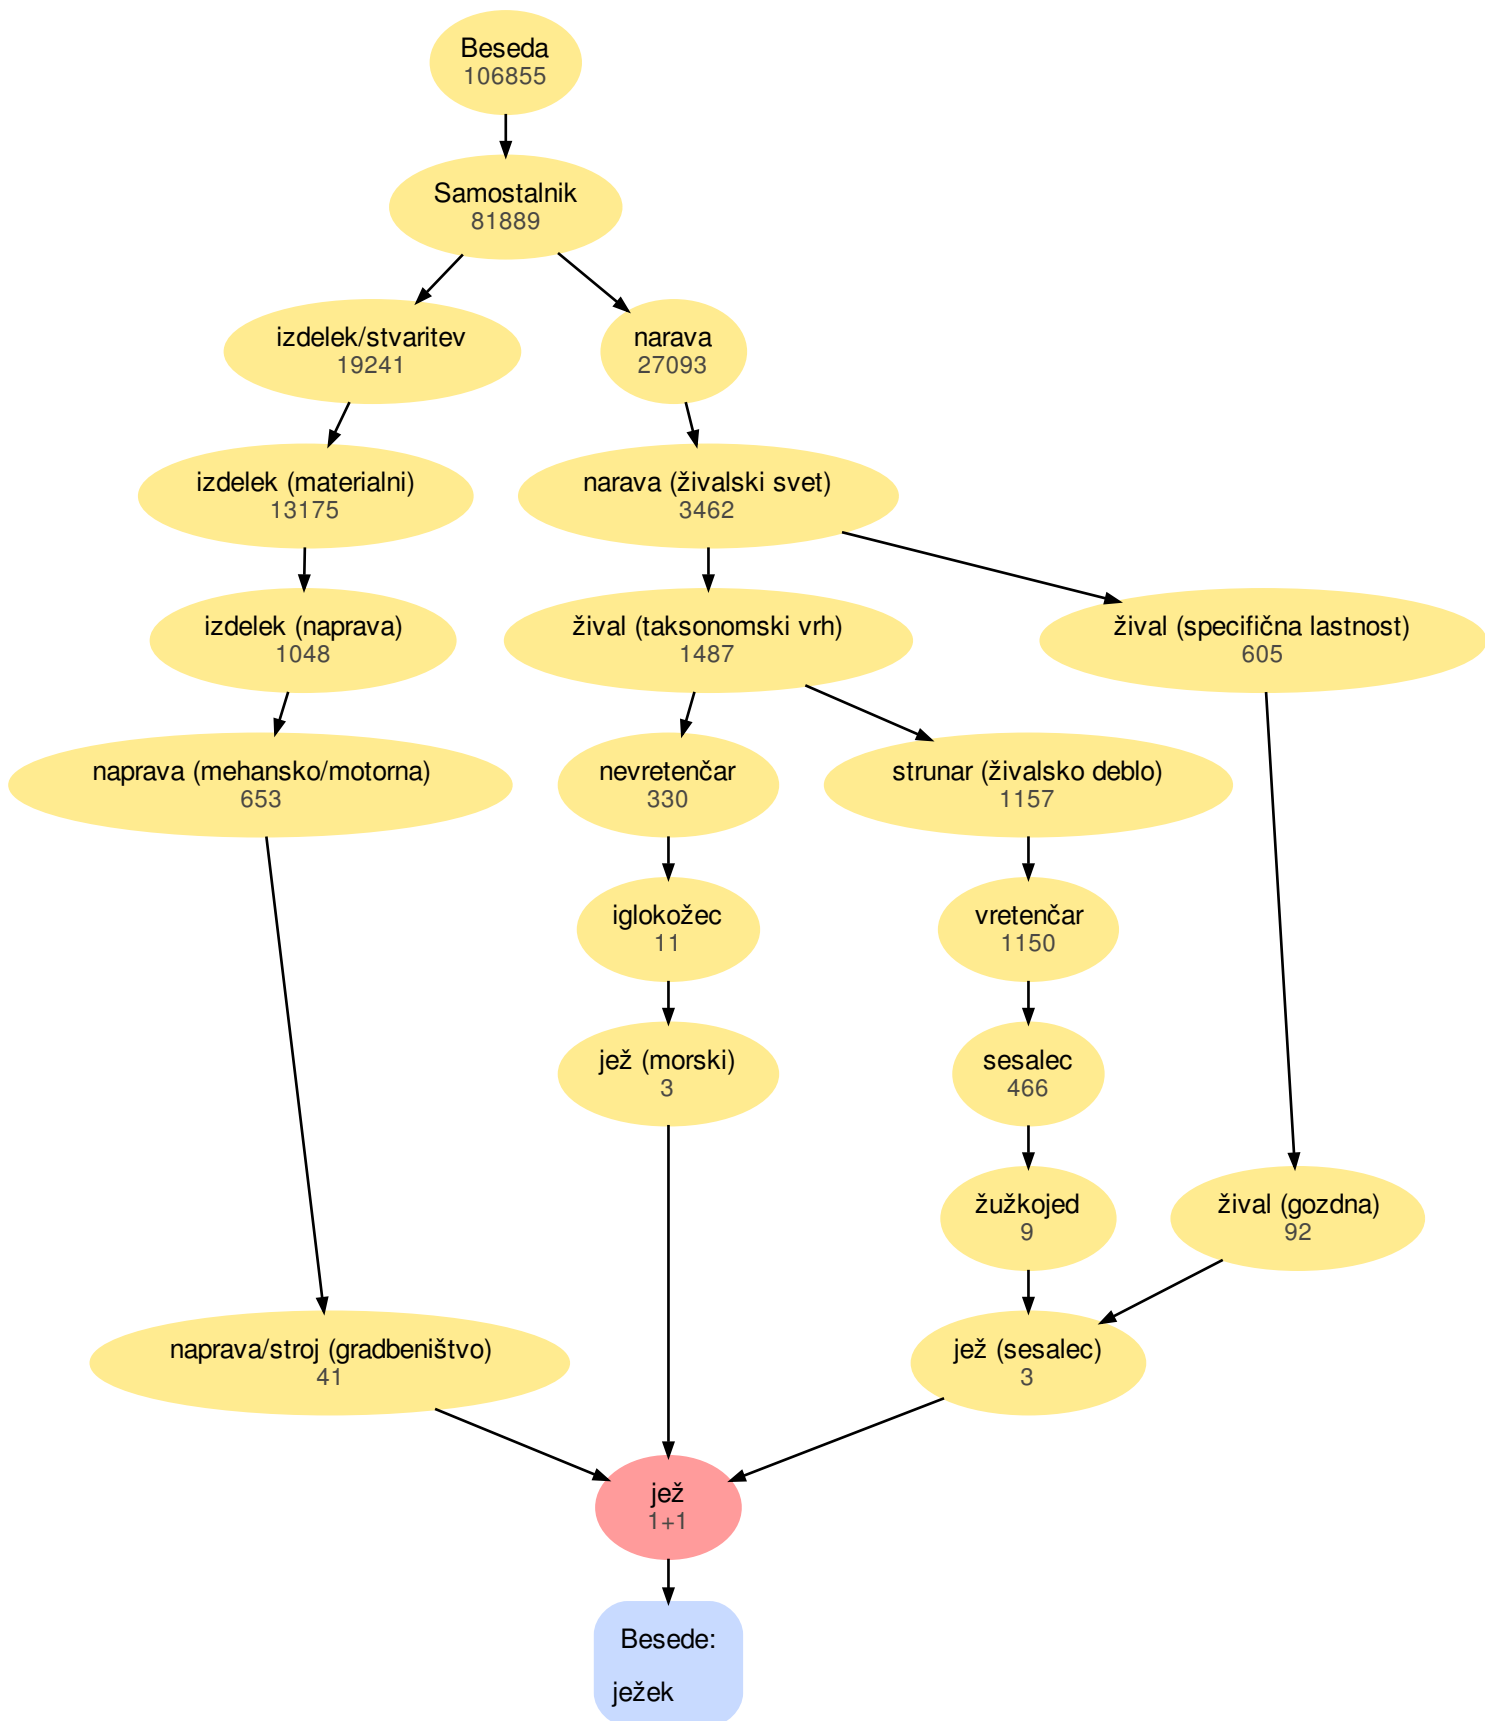 Beseda
106855
Samostalnik
81889
izdelek/stvaritev
19241
narava
27093
izdelek (materialni)
13175
narava (živalski svet)
3462
izdelek (naprava)
1048
žival (taksonomski vrh)
1487
žival (specifična lastnost)
605
naprava (mehansko/motorna)
653
nevretenčar
330
strunar (živalsko deblo)
1157
iglokožec
11
vretenčar
1150
jež (morski)
3
sesalec
466
žužkojed
9
žival (gozdna)
92
naprava/stroj (gradbeništvo)
41
jež (sesalec)
3
jež
1+1
Besede:
ježek